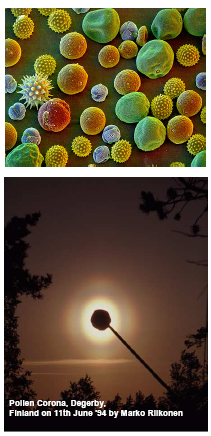 Pollen Corona, Degerby,
Finland on 11th June '94 by Marko Riikonen